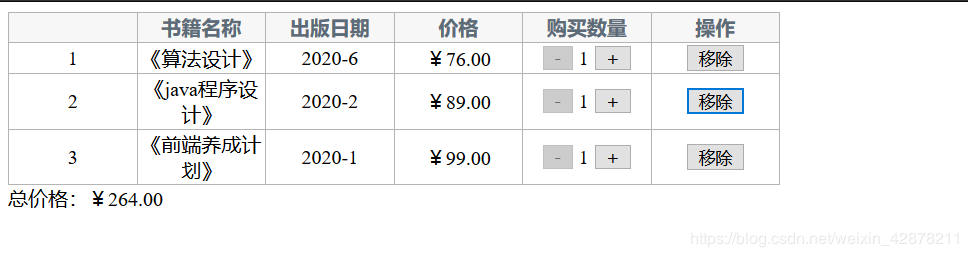 书籍名称 出版日期 价格 购买数量 操作
1 《算法设计》 2020-6 ￥76.00 - 1 + 移除
2 《java程序设 2020-2 ￥89.00 - 1 + 移除
计》
3 《前端养成计 2020-1 ￥99.00 - 1 + 移除
划》
总价格：￥264.00
https://blog.csdn.net/weixin_42878211